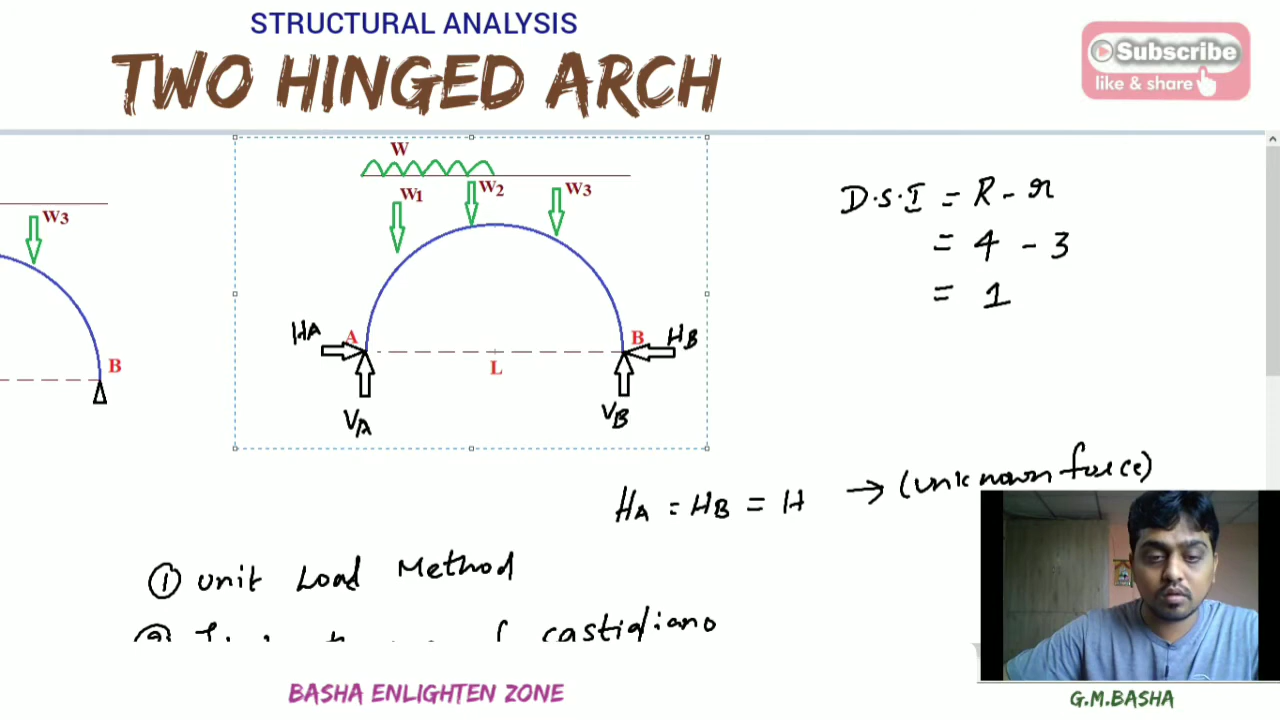 STRUCTURAL ANALYSIS
TWO HINGED ARCH
Subscribe
like & share
W
W1
W2
W3
W3
B
HA
A
L
B
HB
VA
VB
D.S.I = R - r
= 4 - 3
= 1
HA = HB = H → (unknown force)
① unit Load Method
of castigliano
BASHA ENLIGHTEN ZONE
G.M.BASHA